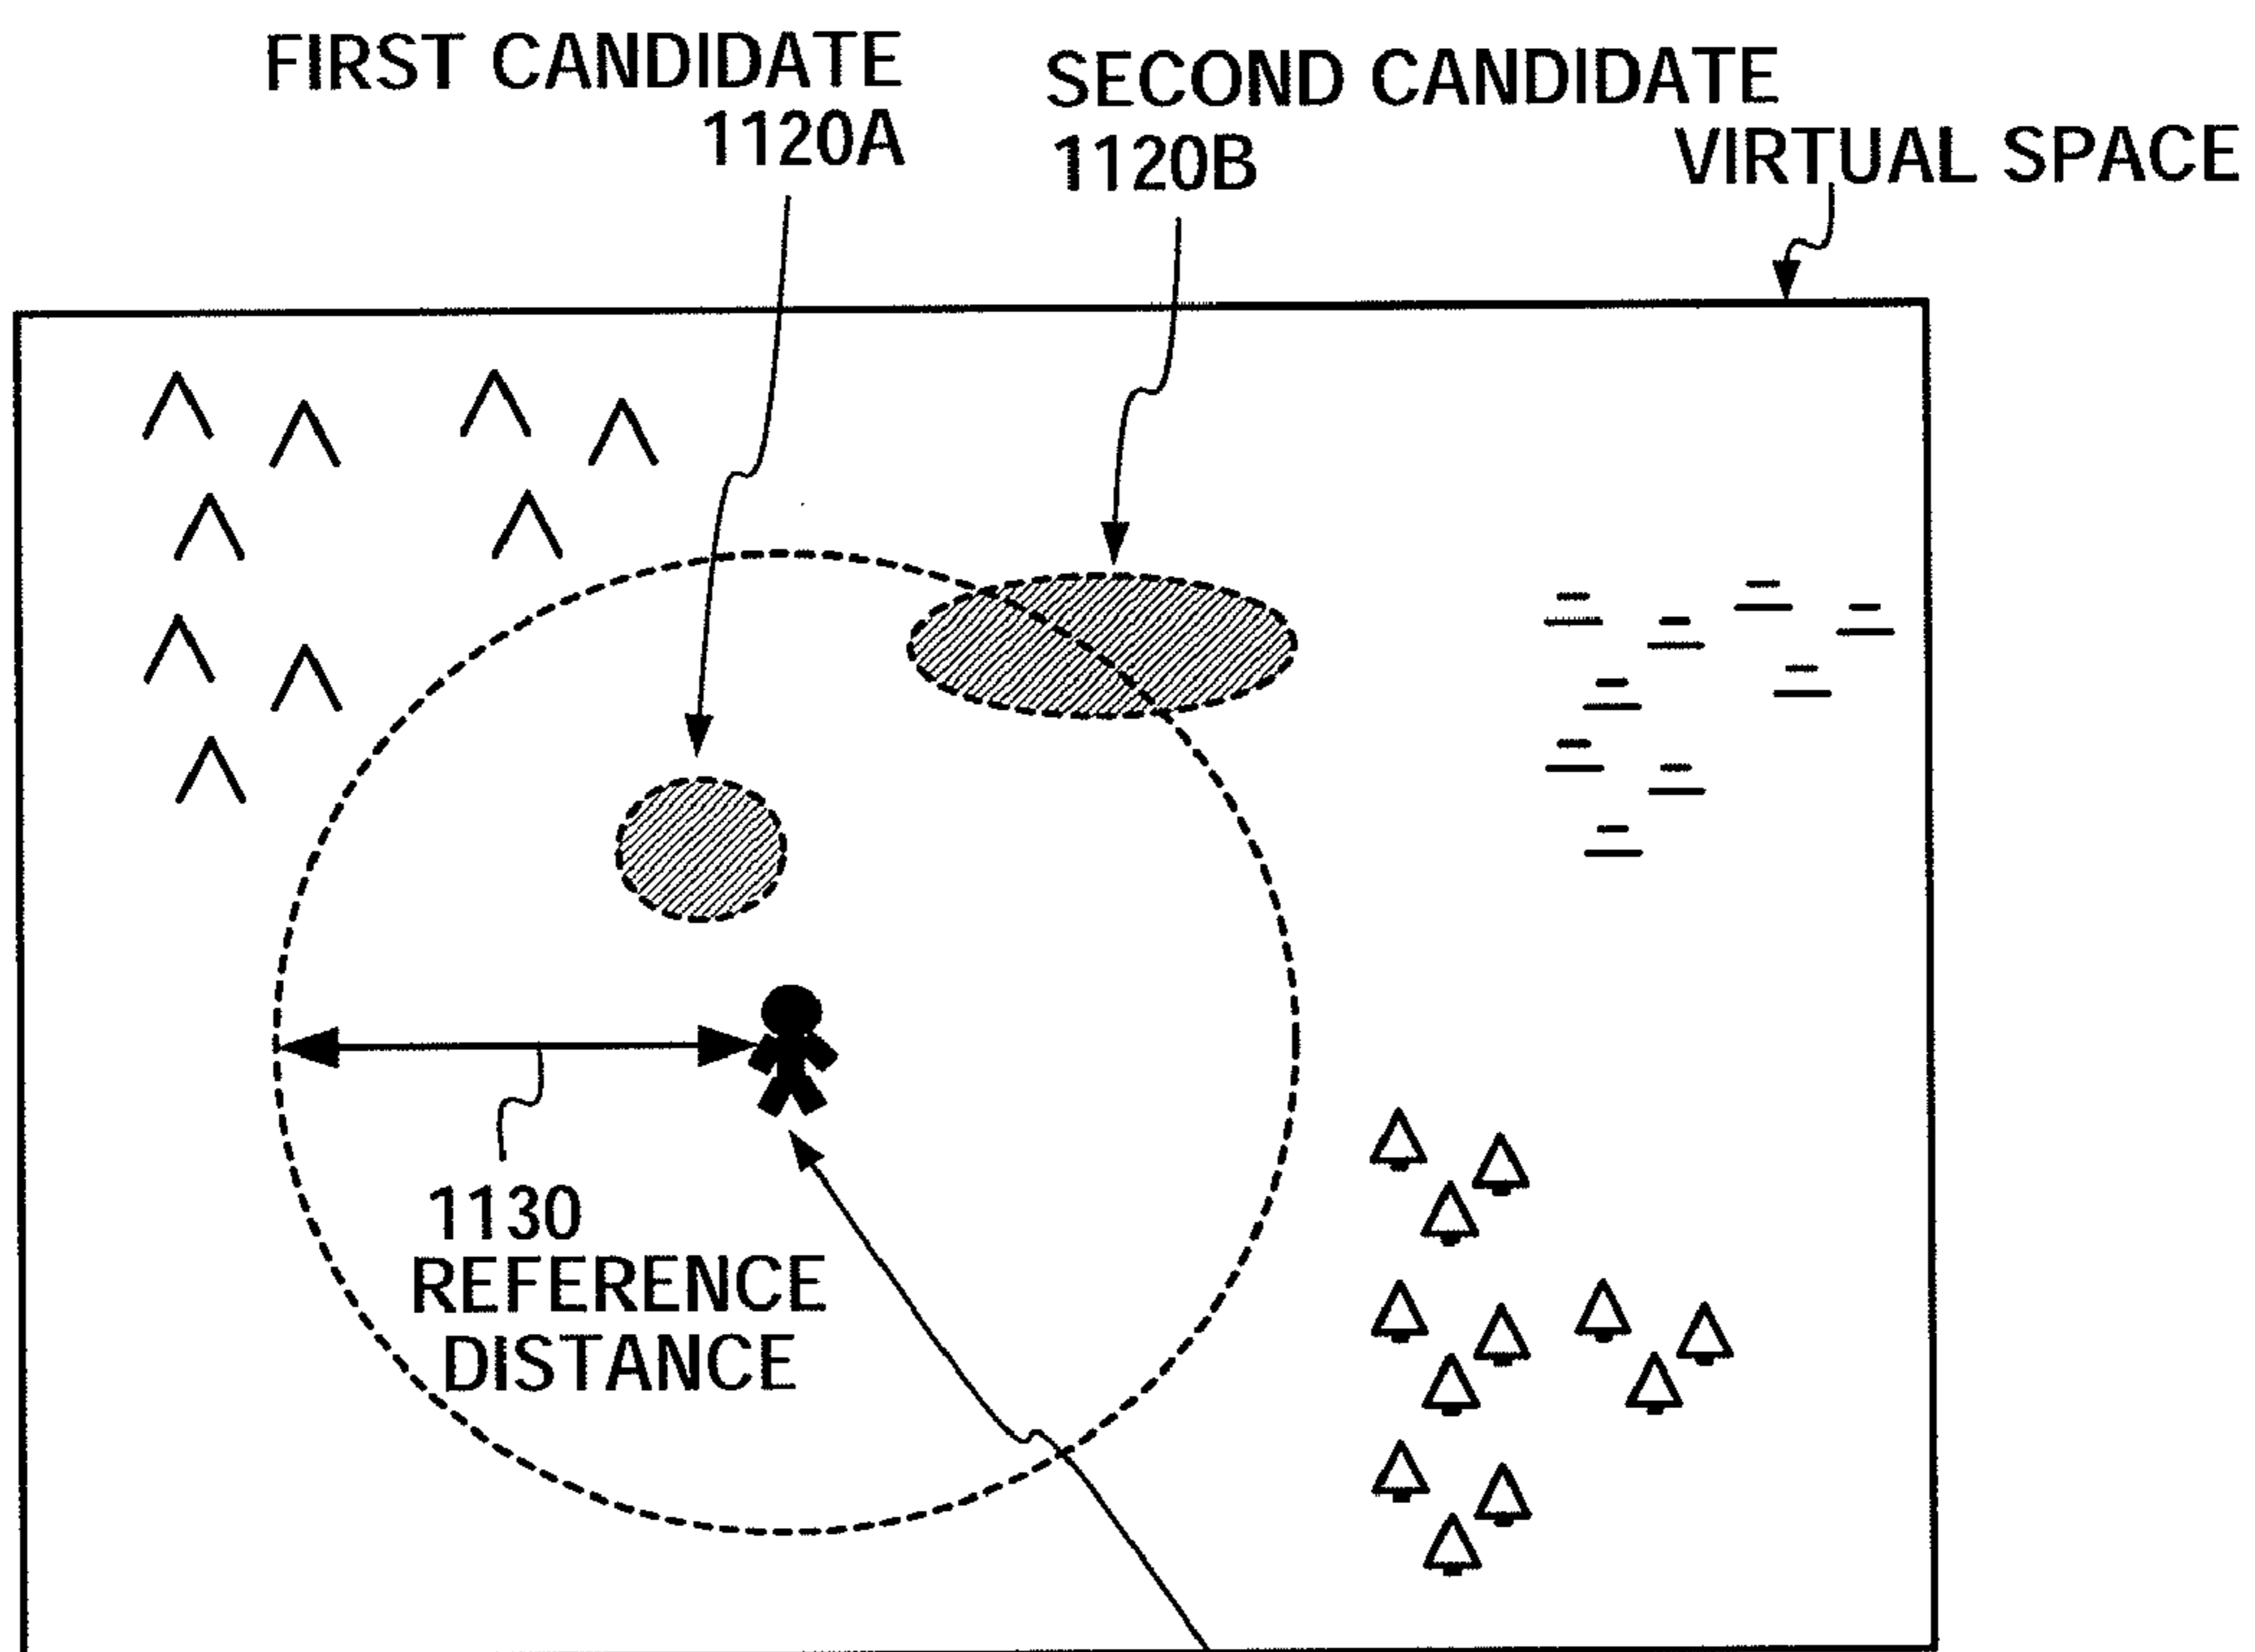 FIRST CANDIDATE
1120A
SECOND CANDIDATE
1120B
VIRTUAL SPACE
1130
REFERENCE
DISTANCE